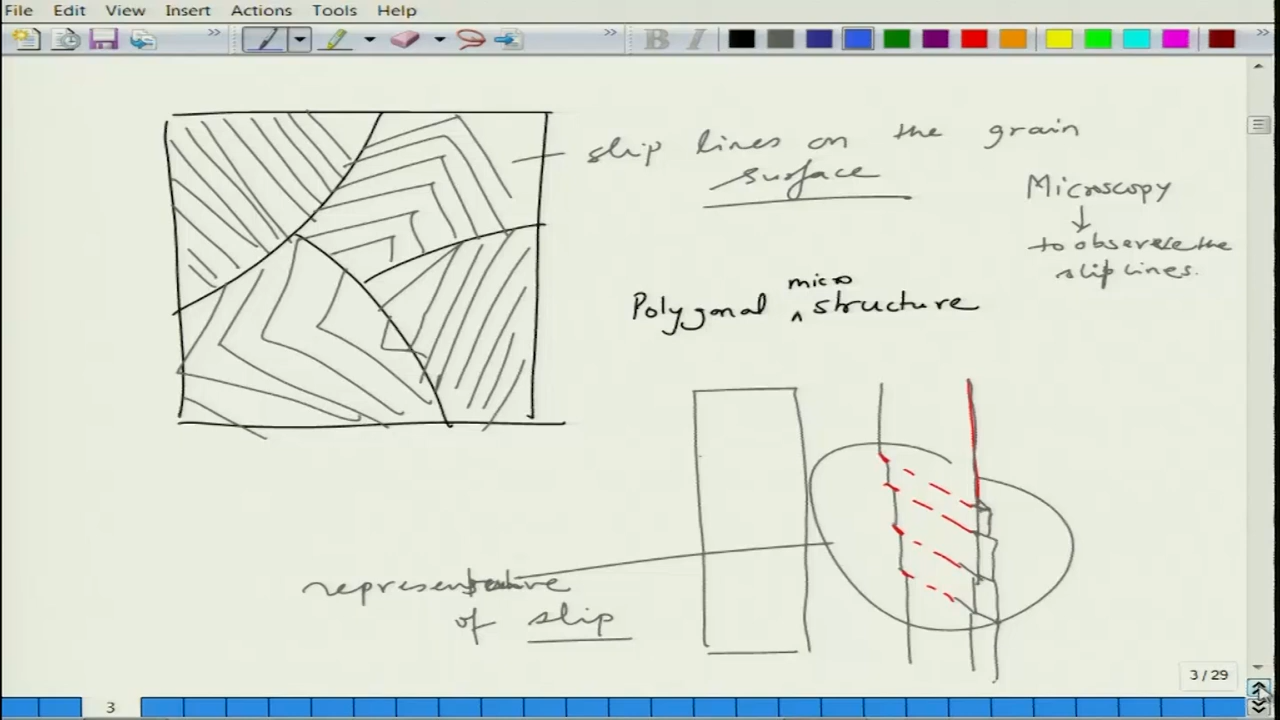 File Edit View Insert Actions Tools Help
slip lines on the grain
surface
Microscopy
to obserese the
slip lines.
micro
Polygonal ^ structure
representative
of slip
3 / 29
3